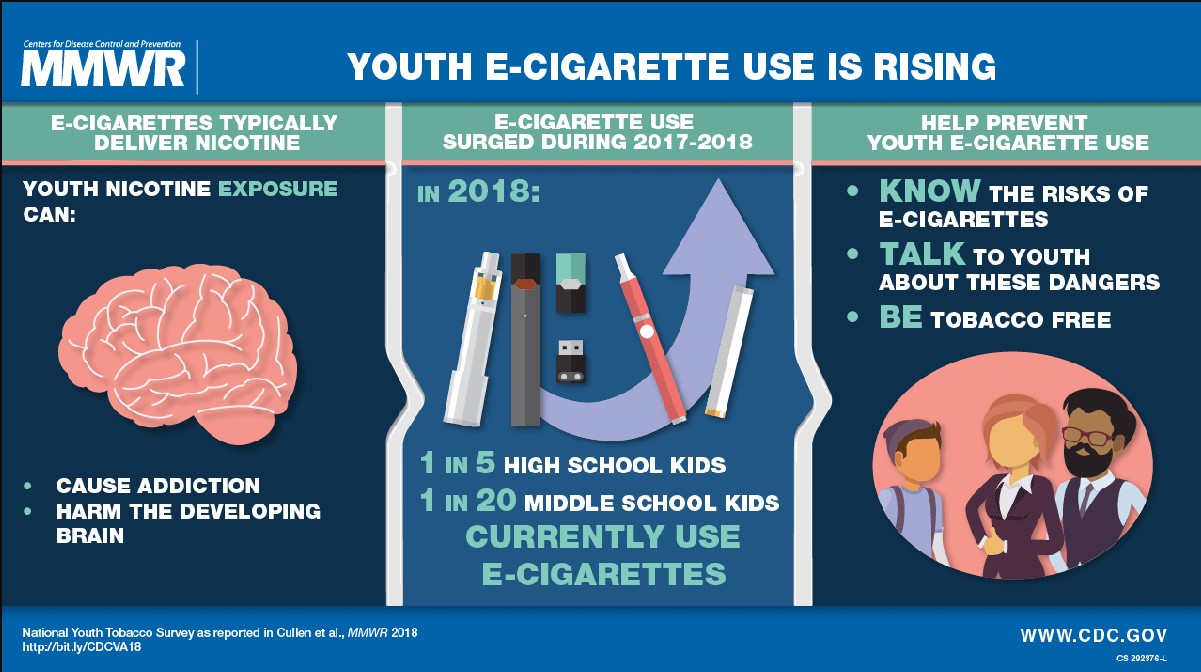 Centers for Disease Control and Prevention
MMWR
YOUTH E-CIGARETTE USE IS RISING
E-CIGARETTES TYPICALLY
DELIVER NICOTINE
YOUTH NICOTINE EXPOSURE
CAN:
• CAUSE ADDICTION
• HARM THE DEVELOPING
BRAIN
E-CIGARETTE USE
SURGED DURING 2017-2018
IN 2018:
1 IN 5 HIGH SCHOOL KIDS
1 IN 20 MIDDLE SCHOOL KIDS
CURRENTLY USE
E-CIGARETTES
HELP PREVENT
YOUTH E-CIGARETTE USE
• KNOW THE RISKS OF
E-CIGARETTES
• TALK TO YOUTH
ABOUT THESE DANGERS
• BE TOBACCO FREE
National Youth Tobacco Survey as reported in Cullen et al., MMWR 2018
http://bit.ly/CDCVA18
WWW.CDC.GOV
CS 292376-L